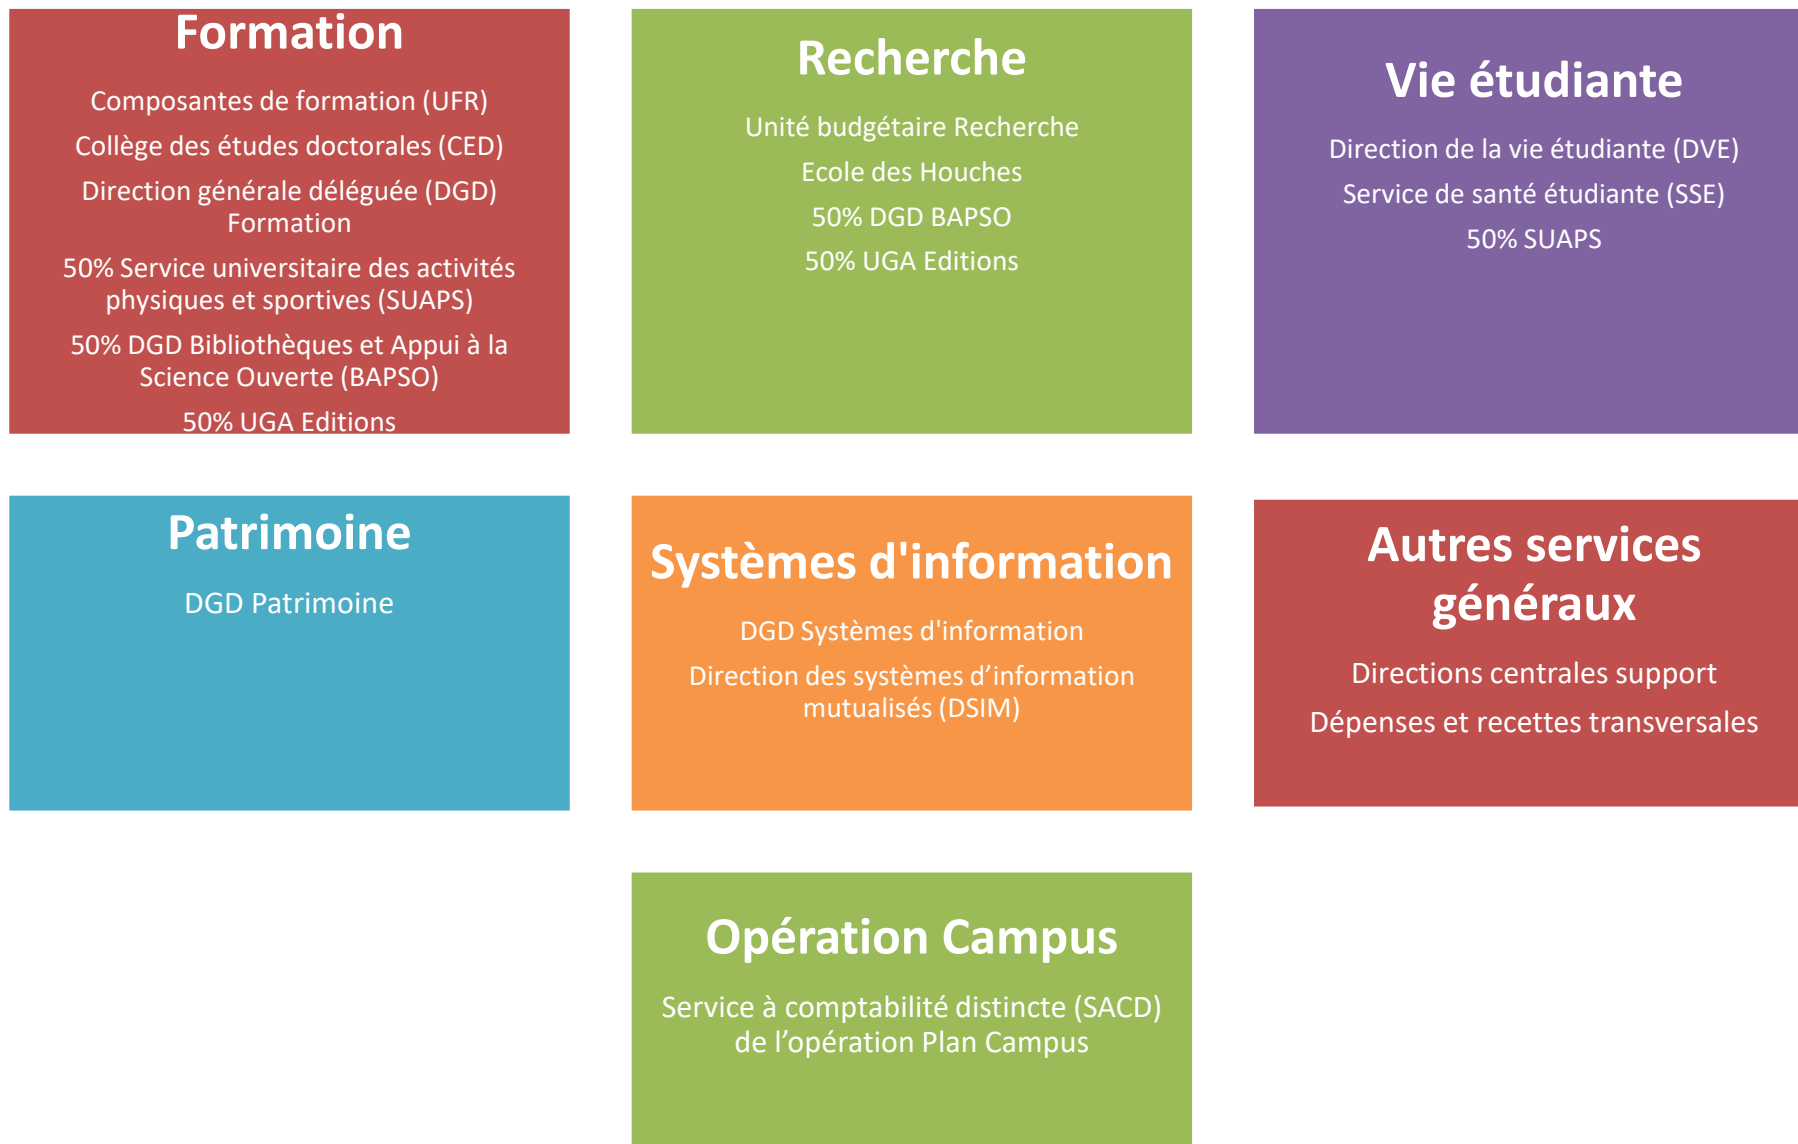 Formation
Composantes de formation (UFR)
Collège des études doctorales (CED)
Direction générale déléguée (DGD)
Formation
50% Service universitaire des activités
physiques et sportives (SUAPS)
50% DGD Bibliothèques et Appui à la
Science Ouverte (BAPSO)
50% UGA Editions
Recherche
Unité budgétaire Recherche
Ecole des Houches
50% DGD BAPSO
50% UGA Editions
Vie étudiante
Direction de la vie étudiante (DVE)
Service de santé étudiante (SSE)
50% SUAPS
Patrimoine
DGD Patrimoine
Systèmes d'information
DGD Systèmes d'information
Direction des systèmes d’information
mutualisés (DSIM)
Autres services
généraux
Directions centrales support
Dépenses et recettes transversales
Opération Campus
Service à comptabilité distincte (SACD)
de l’opération Plan Campus